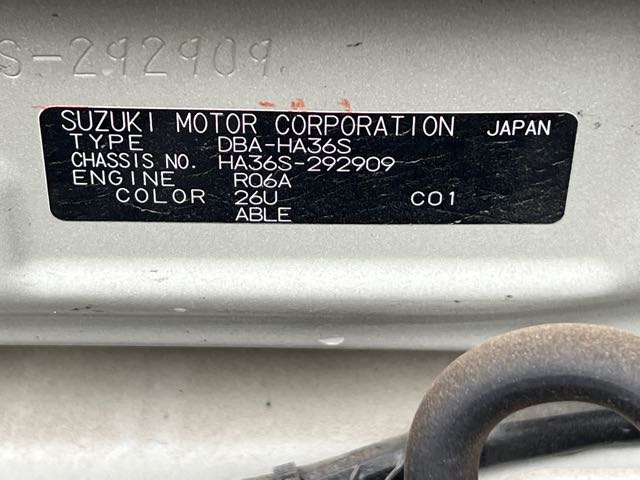 S-292909
SUZUKI MOTOR CORPORATION JAPAN
TYPE DBA-HA36S
CHASSIS NO. HA36S-292909
ENGINE R06A
COLOR 26U C01
ABLE